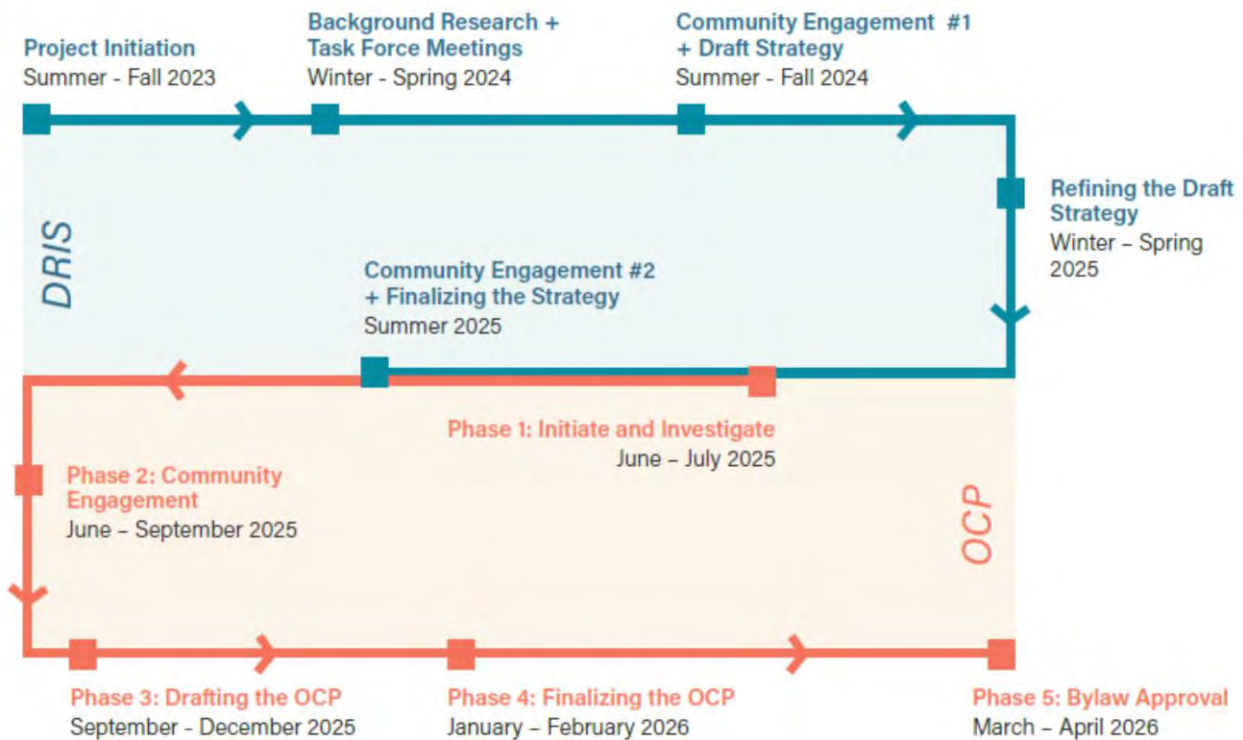 Project Initiation
Summer - Fall 2023
Background Research +
Task Force Meetings
Winter - Spring 2024
Community Engagement #1
+ Draft Strategy
Summer - Fall 2024
Refining the Draft
Strategy
Winter – Spring
2025
DRIS
Community Engagement #2
+ Finalizing the Strategy
Summer 2025
Phase 1: Initiate and Investigate
June – July 2025
Phase 2: Community
Engagement
June – September 2025
OCP
Phase 3: Drafting the OCP
September - December 2025
Phase 4: Finalizing the OCP
January – February 2026
Phase 5: Bylaw Approval
March – April 2026